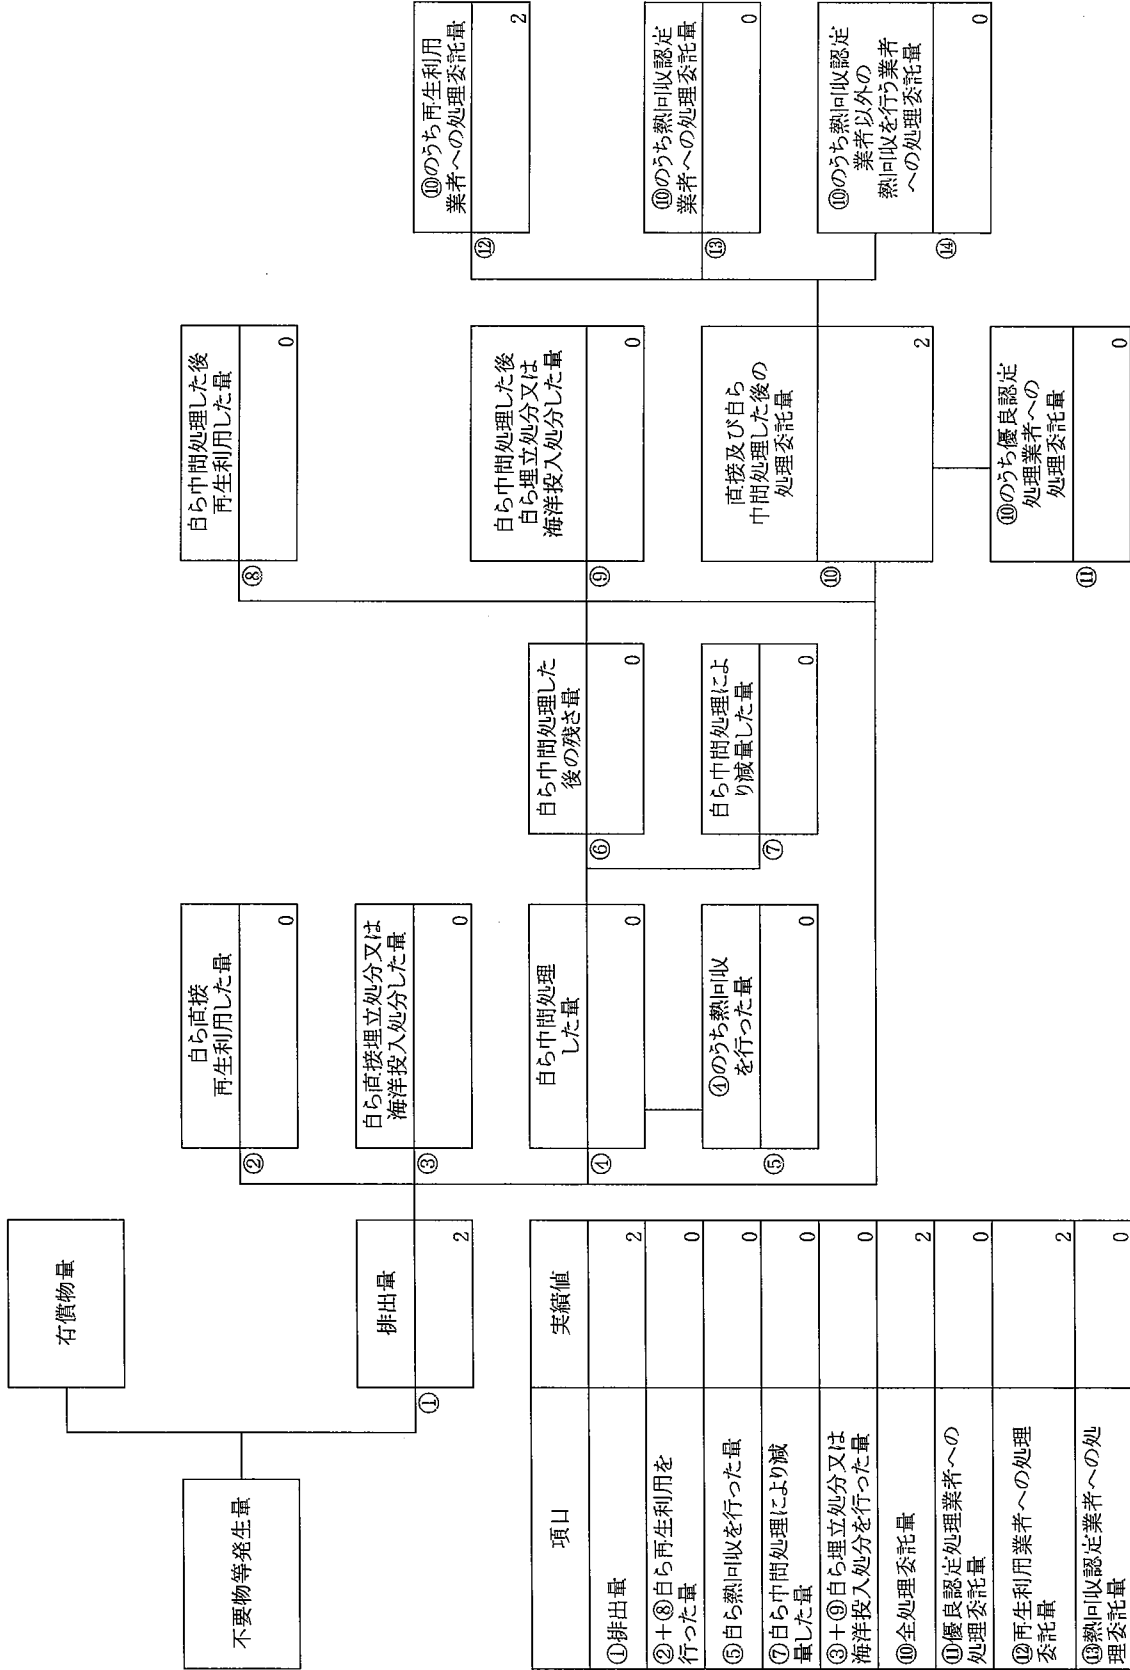 不要物等発生量
有償物量
排出量
①
2
自ら直接
再生利用した量
②
0
自ら直接埋立処分又は
海洋投入処分した量
③
0
自ら中間処理
した量
④
0
④のうち熱回収
を行った量
⑤
0
自ら中間処理した
後の残さ量
⑥
0
自ら中間処理によ
り減量した量
⑦
0
自ら中間処理した後
再生利用した量
⑧
0
自ら中間処理した後
自ら埋立処分又は
海洋投入処分した量
⑨
0
直接及び自ら
中間処理した後の
処理委託量
⑩
2
⑩のうち優良認定
処理業者への
処理委託量
⑪
0
⑩のうち再生利用
業者への処理委託量
⑫
2
⑩のうち熱回収認定
業者への処理委託量
⑬
0
⑩のうち熱回収認定
業者以外の
熱回収を行う業者
への処理委託量
⑭
0
項目 実績値
①排出量 2
②+⑧自ら再生利用を
行った量 0
⑤自ら熱回収を行った量 0
⑦自ら中間処理により減
量した量 0
③+⑨自ら埋立処分又は
海洋投入処分を行った量 0
⑩全処理委託量 2
⑪優良認定処理業者への
処理委託量 0
⑫再生利用業者への処理
委託量 2
⑬熱回収認定業者への処
理委託量 0